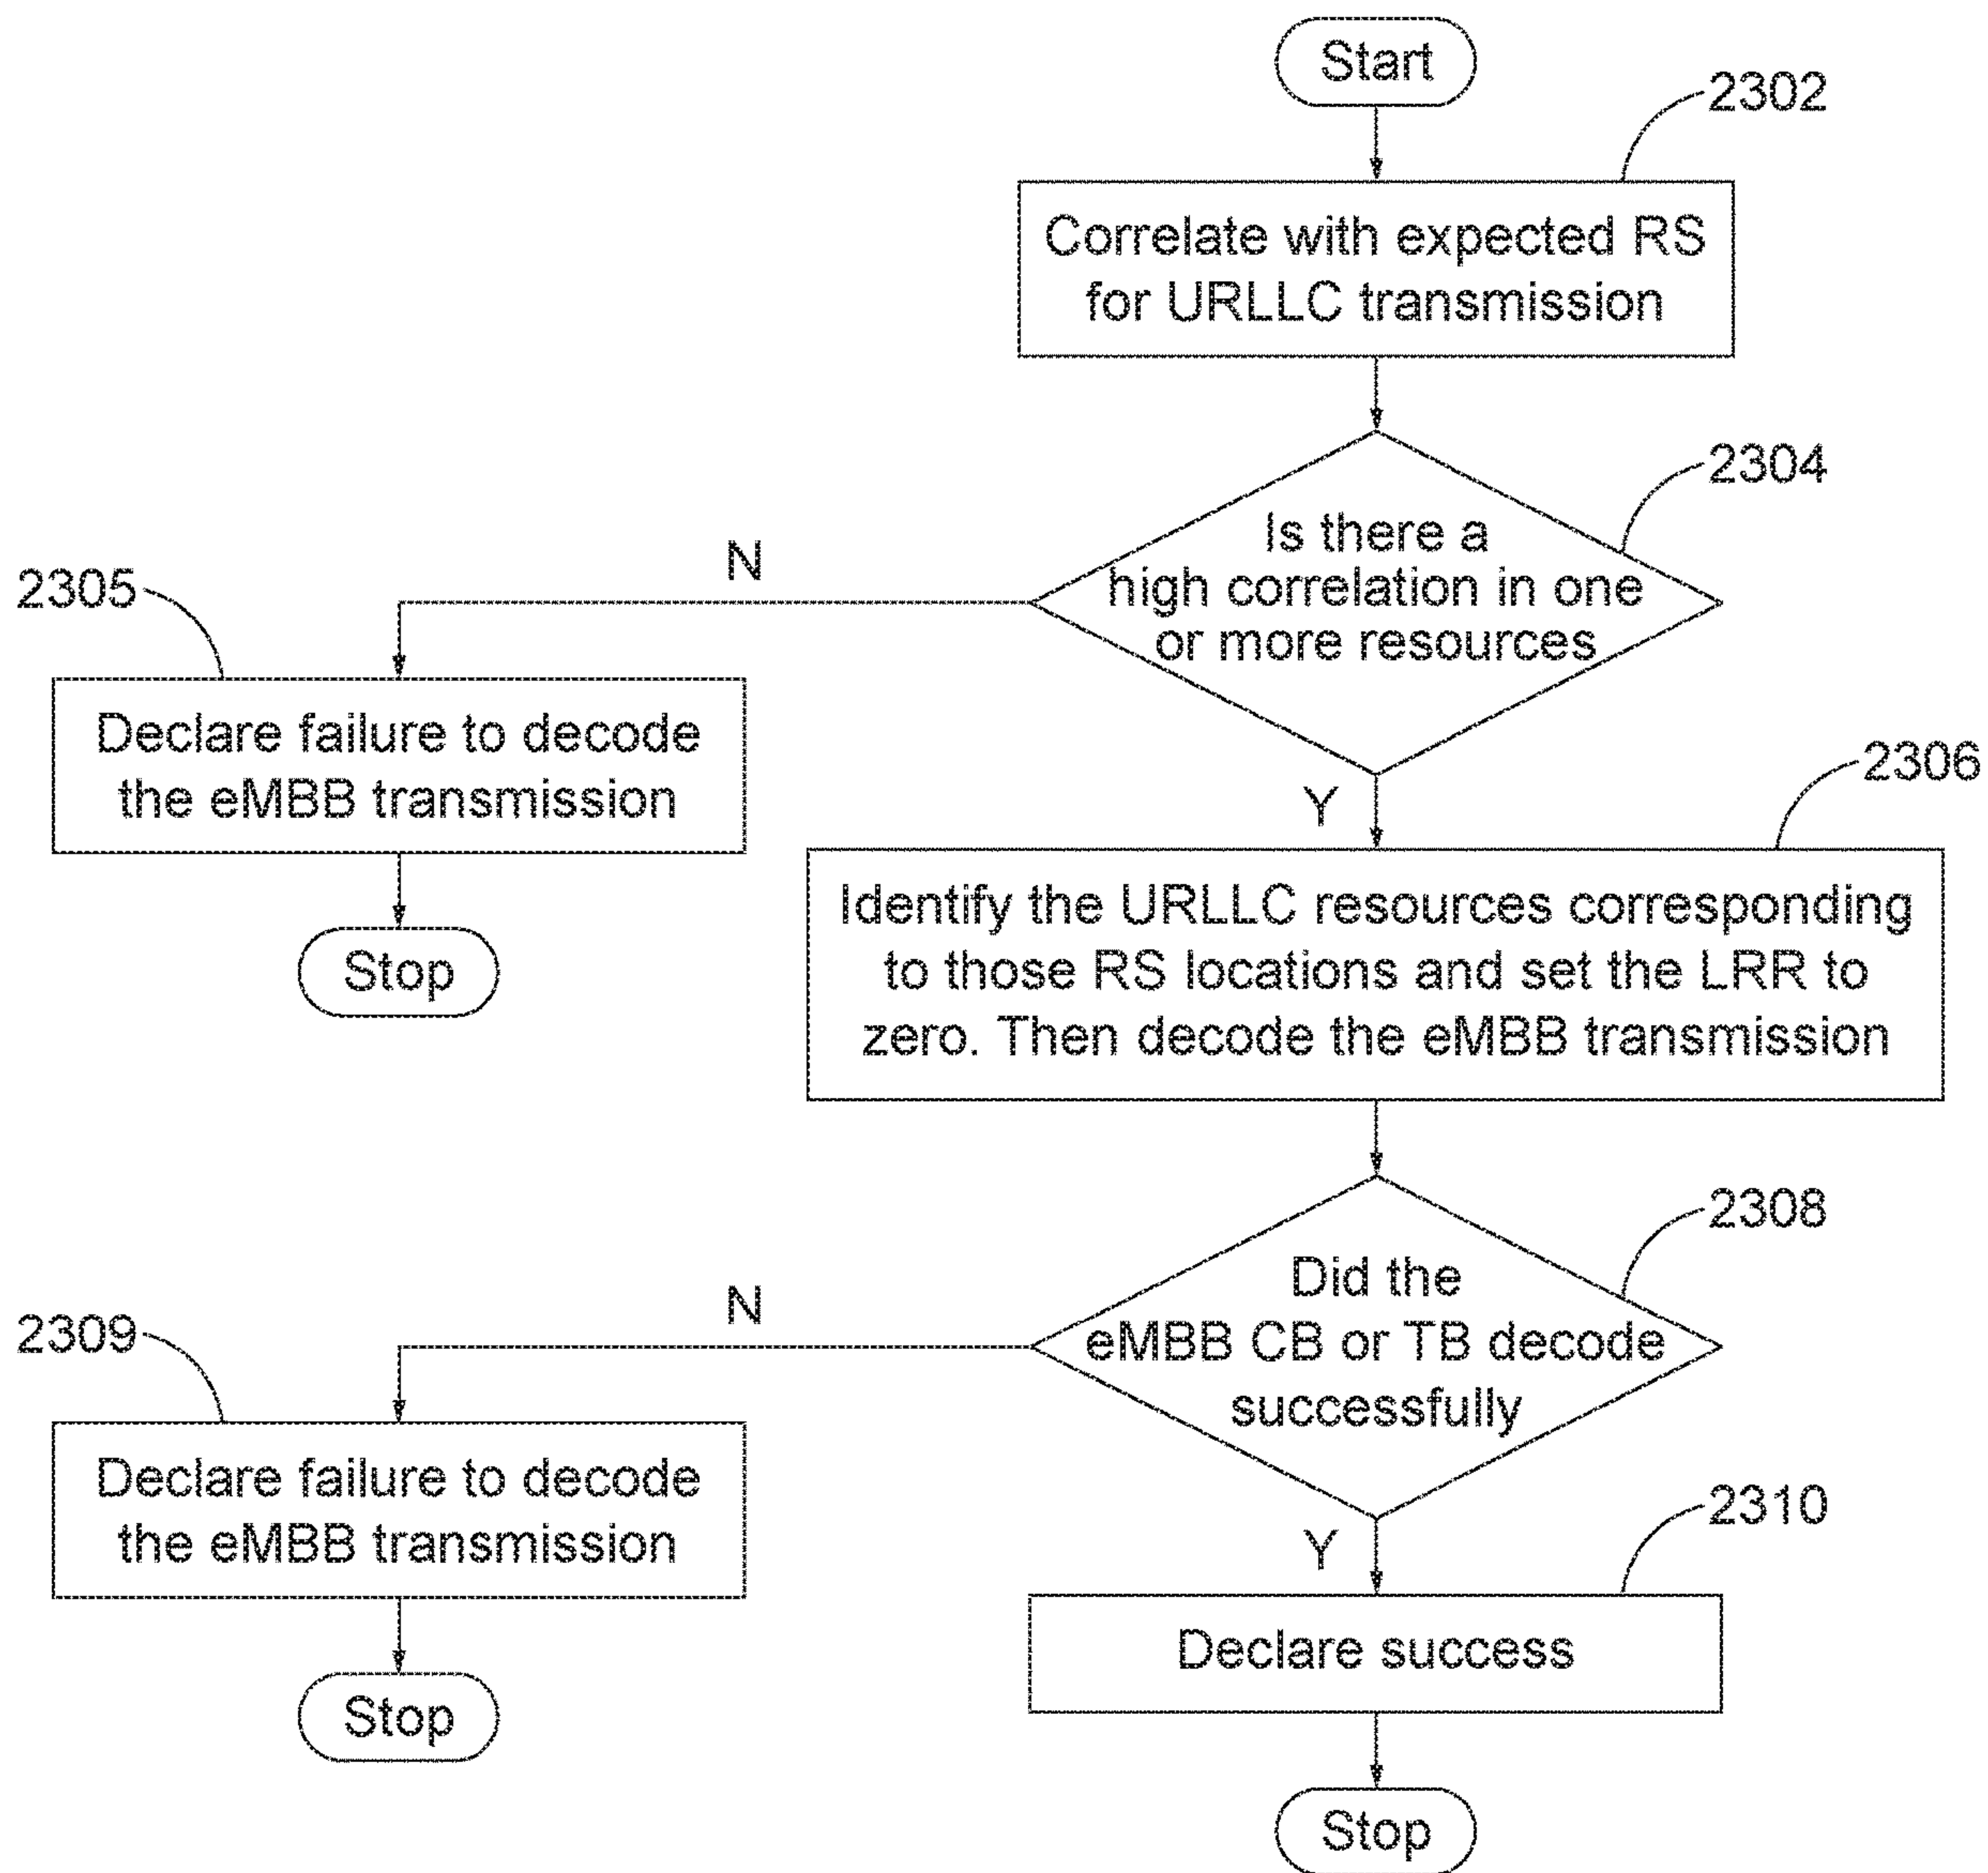 Start
2302
Correlate with expected RS
for URLLC transmission
2304
Is there a
high correlation in one
or more resources
N
2305
Declare failure to decode
the eMBB transmission
Stop
Y
2306
Identify the URLLC resources corresponding
to those RS locations and set the LRR to
zero. Then decode the eMBB transmission
2308
Did the
eMBB CB or TB decode
successfully
N
2309
Declare failure to decode
the eMBB transmission
Stop
Y
2310
Declare success
Stop